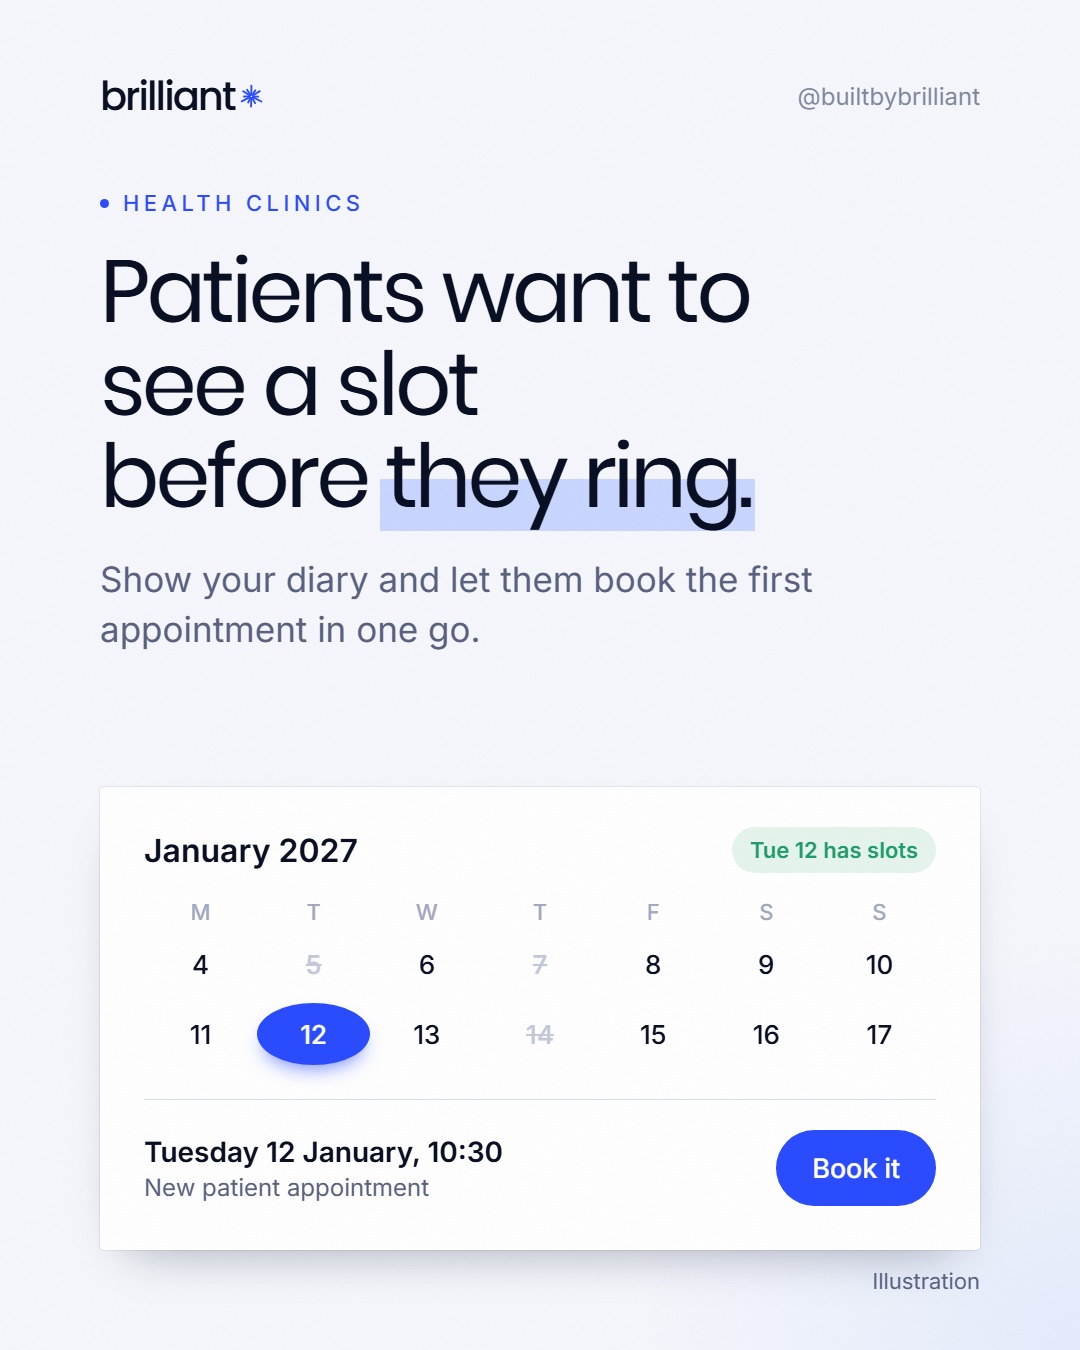 brilliant
@builtbybrilliant
HEALTH CLINICS
Patients want to
see a slot
before they ring.
Show your diary and let them book the first
appointment in one go.
January 2027
Tue 12 has slots
M T W T F S S
4 5 6 7 8 9 10
11 12 13 14 15 16 17
Tuesday 12 January, 10:30
New patient appointment
Book it
Illustration